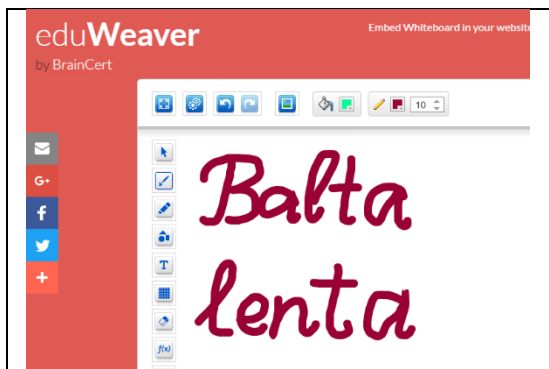 eduWeaver
Embed Whiteboard in your website
by BrainCert
10
G+
f
T
f(x)
Balta
lenta